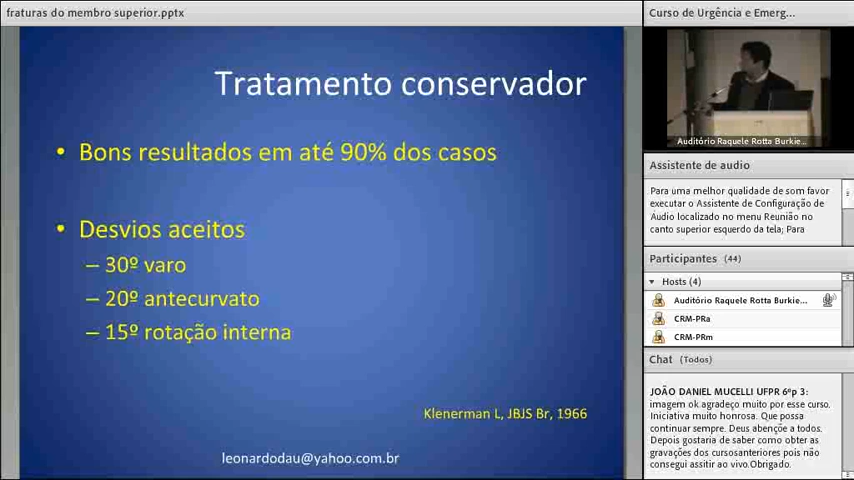 fraturas do membro superior.pptx
Tratamento conservador
• Bons resultados em até 90% dos casos
• Desvios aceitos
– 30º varo
– 20º antecurvato
– 15º rotação interna
Klenerman L, JBJS Br, 1966
leonardodau@yahoo.com.br
Curso de Urgência e Emerg...
Auditório Raquele Rotta Burkie...
Assistente de audio
Para uma melhor qualidade de som favor
executar o Assistente de Configuração de
Áudio localizado no menu Reunião no
canto superior esquerdo da tela; Para
Participantes (44)
Hosts (4)
Auditório Raquele Rotta Burkie...
CRM-PRa
CRM-PRm
Chat (Todos)
JOÃO DANIEL MUCELLI UFPR 6ºp 3:
imagem ok agradeço muito por esse curso.
Iniciativa muito honrosa. Que possa
continuar sempre. Deus abençõe a todos.
Depois gostaria de saber como obter as
gravações dos cursosanteriores pois não
consegui assitir ao vivo.Obrigado.